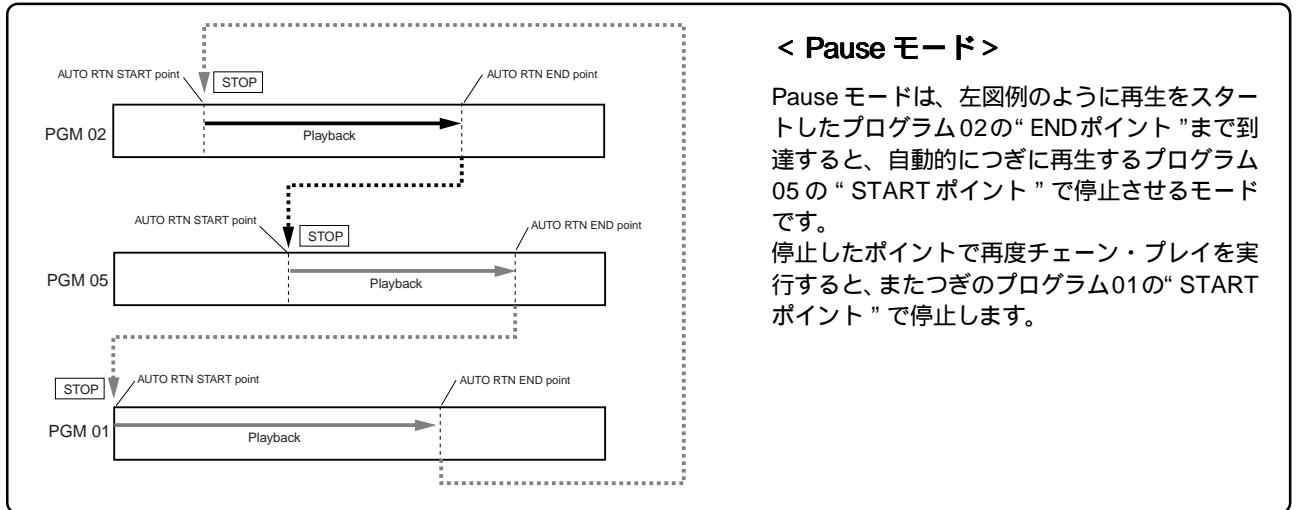 AUTO RTN START point
STOP
AUTO RTN END point
PGM 02
Playback
AUTO RTN START point
STOP
AUTO RTN END point
PGM 05
Playback
STOP
AUTO RTN START point
AUTO RTN END point
PGM 01
Playback
< Pause モード >
Pause モードは、左図例のように再生をスター
トしたプログラム02の“ ENDポイント ”まで到
達すると、自動的につぎに再生するプログラム
05 の “ START ポイント ” で停止させるモード
です。
停止したポイントで再度チェーン・プレイを実
行すると、またつぎのプログラム01の“ START
ポイント ” で停止します。